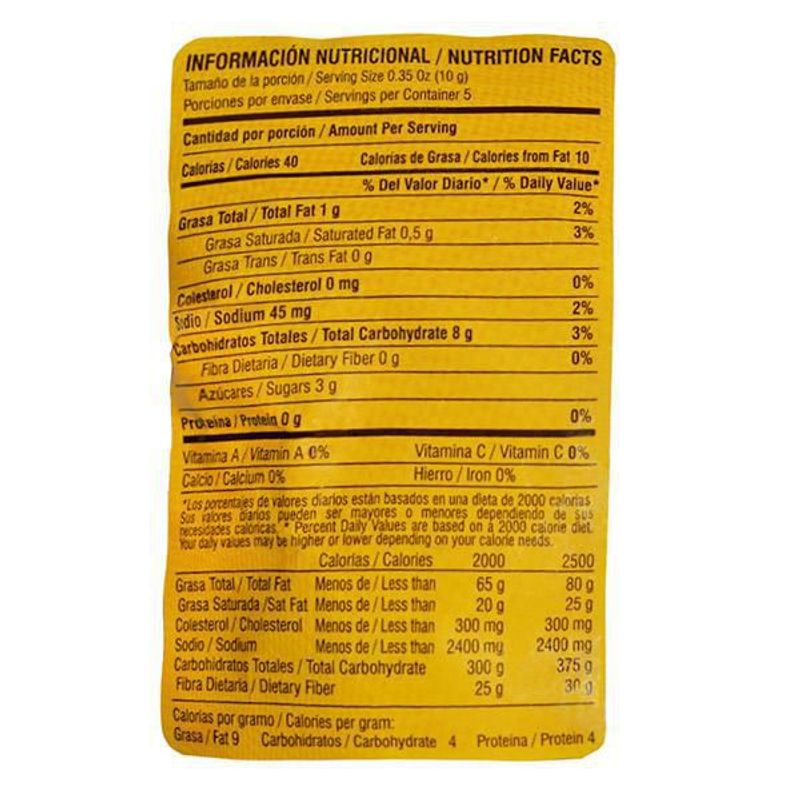 INFORMACIÓN NUTRICIONAL / NUTRITION FACTS
Tamaño de la porción / Serving Size 0.35 Oz (10 g)
Porciones por envase / Servings per Container 5
Cantidad por porción / Amount Per Serving
Calorías / Calories 40 Calorías de Grasa / Calories from Fat 10
% Del Valor Diario* / % Daily Value*
Grasa Total / Total Fat 1 g 2%
Grasa Saturada / Saturated Fat 0,5 g 3%
Grasa Trans / Trans Fat 0 g
Colesterol / Cholesterol 0 mg 0%
Sodio / Sodium 45 mg 2%
Carbohidratos Totales / Total Carbohydrate 8 g 3%
Fibra Dietaria / Dietary Fiber 0 g 0%
Azúcares / Sugars 3 g
Proteína / Protein 0 g 0%
Vitamina A / Vitamin A 0% Vitamina C / Vitamin C 0%
Calcio / Calcium 0% Hierro / Iron 0%
*Los porcentajes de valores diarios están basados en una dieta de 2000 calorías.
Sus valores diarios pueden ser mayores o menores dependiendo de sus
necesidades calóricas. * Percent Daily Values are based on a 2000 calorie diet.
Your daily values may be higher or lower depending on your calorie needs.
Calorías / Calories 2000 2500
Grasa Total / Total Fat Menos de / Less than 65 g 80 g
Grasa Saturada /Sat Fat Menos de / Less than 20 g 25 g
Colesterol / Cholesterol Menos de / Less than 300 mg 300 mg
Sodio / Sodium Menos de / Less than 2400 mg 2400 mg
Carbohidratos Totales / Total Carbohydrate 300 g 375 g
Fibra Dietaria / Dietary Fiber 25 g 30 g
Calorías por gramo / Calories per gram:
Grasa / Fat 9 Carbohidratos / Carbohydrate 4 Proteína / Protein 4